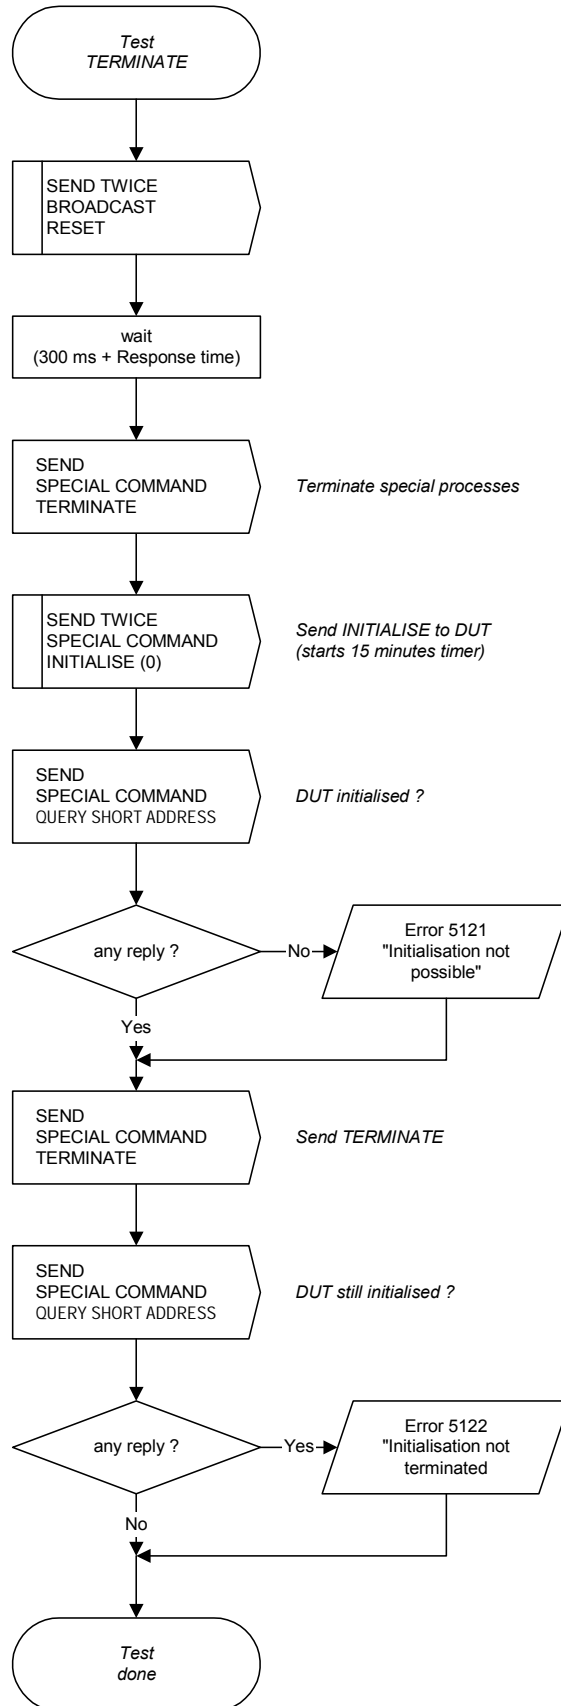 Test
TERMINATE
SEND TWICE
BROADCAST
RESET
wait
(300 ms + Response time)
SEND
SPECIAL COMMAND
TERMINATE
Terminate special processes
SEND TWICE
SPECIAL COMMAND
INITIALISE (0)
Send INITIALISE to DUT
(starts 15 minutes timer)
SEND
SPECIAL COMMAND
QUERY SHORT ADDRESS
DUT initialised ?
any reply ?
No
Error 5121
"Initialisation not
possible"
Yes
SEND
SPECIAL COMMAND
TERMINATE
Send TERMINATE
SEND
SPECIAL COMMAND
QUERY SHORT ADDRESS
DUT still initialised ?
any reply ?
Yes
Error 5122
"Initialisation not
terminated
No
Test
done